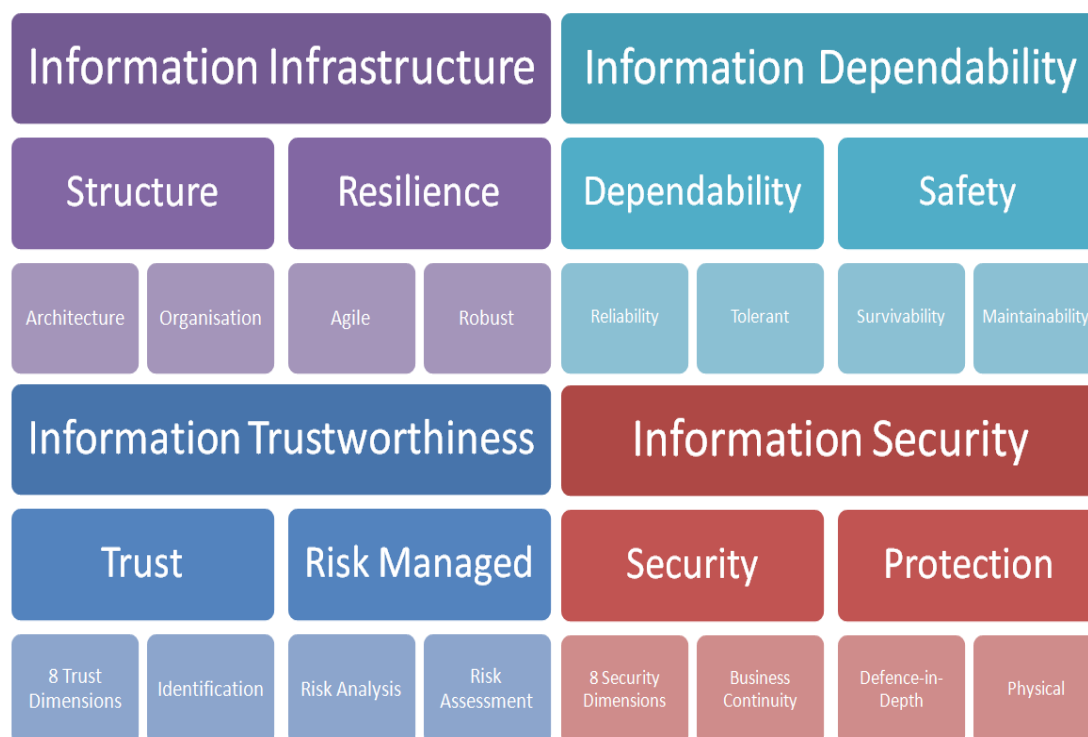 Information Infrastructure
Information Dependability
Structure
Resilience
Dependability
Safety
Architecture
Organisation
Agile
Robust
Reliability
Tolerant
Survivability
Maintainability
Information Trustworthiness
Information Security
Trust
Risk Managed
Security
Protection
8 Trust
Dimensions
Identification
Risk Analysis
Risk
Assessment
8 Security
Dimensions
Business
Continuity
Defence-in-
Depth
Physical